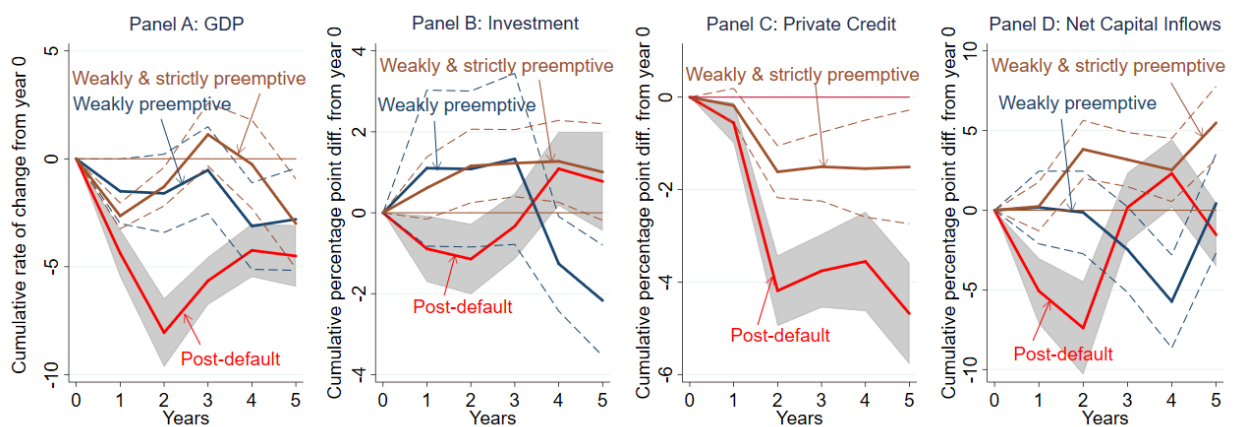 Panel A: GDP
Cumulative rate of change from year 0
5
0
-5
-10
Weakly & strictly preemptive
Weakly preemptive
Post-default
0 1 2 3 4 5
Years
Panel B: Investment
Cumulative percentage point diff. from year 0
4
2
0
-2
-4
Weakly & strictly preemptive
Weakly preemptive
Post-default
0 1 2 3 4 5
Years
Panel C: Private Credit
Cumulative percentage point diff. from year 0
0
-2
-4
-6
Weakly & strictly preemptive
Post-default
0 1 2 3 4 5
Years
Panel D: Net Capital Inflows
Cumulative percentage point diff. from year 0
10
5
0
-5
-10
Weakly & strictly preemptive
Weakly preemptive
Post-default
0 1 2 3 4 5
Years